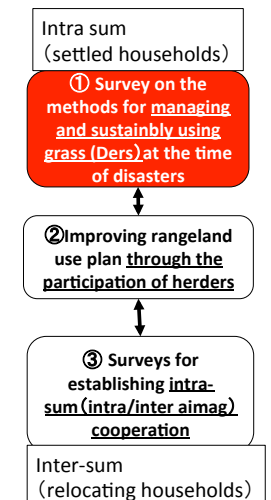 Intra sum
（settled households）
① Survey on the
methods for managing
and sustainbly using
grass (Ders）at the time
of disasters
②Improving rangeland
use plan through the
participation of herders
③ Surveys for
establishing intra-
sum（intra/inter aimag）
cooperation
Inter-sum
（relocating households）